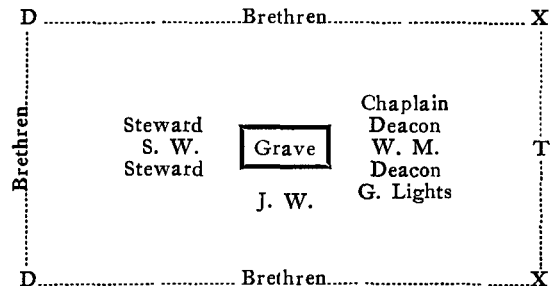 D Brethren X
Chaplain
Steward Deacon
S. W. Grave W. M. T
Steward Deacon
G. Lights
J. W.
Brethren
D Brethren X